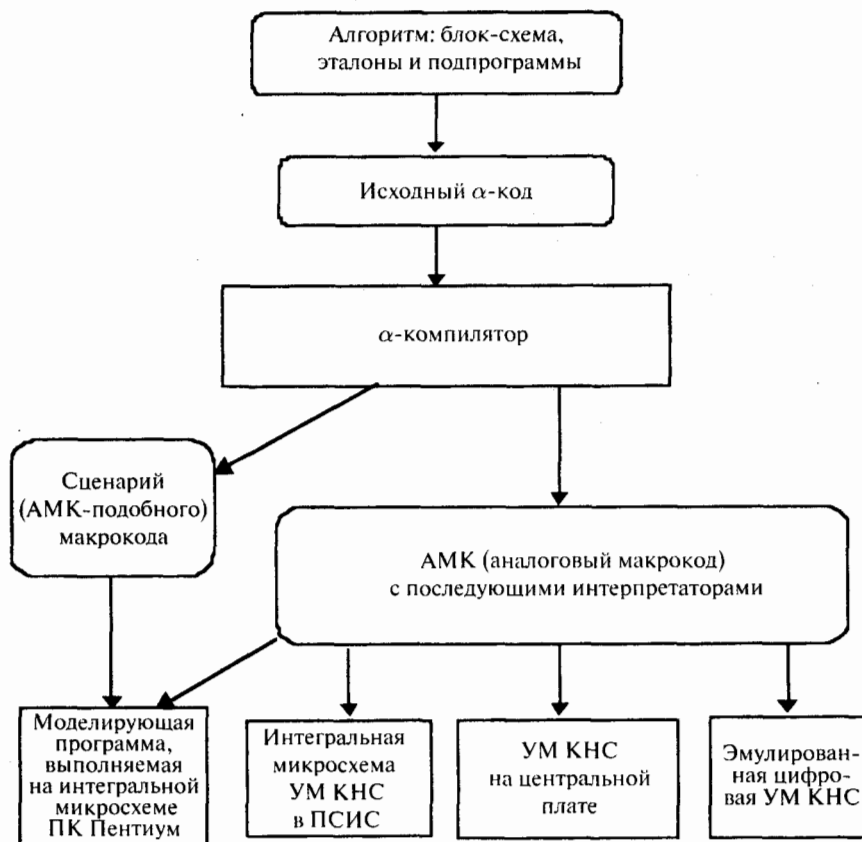 Алгоритм: блок-схема,
эталоны и подпрограммы
Исходный α-код
α-компилятор
Сценарий
(АМК-подобного)
макрокода
АМК (аналоговый макрокод)
с последующими интерпретаторами
Моделирующая
программа,
выполняемая
на интегральной
микросхеме
ПК Пентиум
Интегральная
микросхема
УМ КНС
в ПСИС
УМ КНС
на центральной
плате
Эмулирован-
ная цифро-
вая УМ КНС